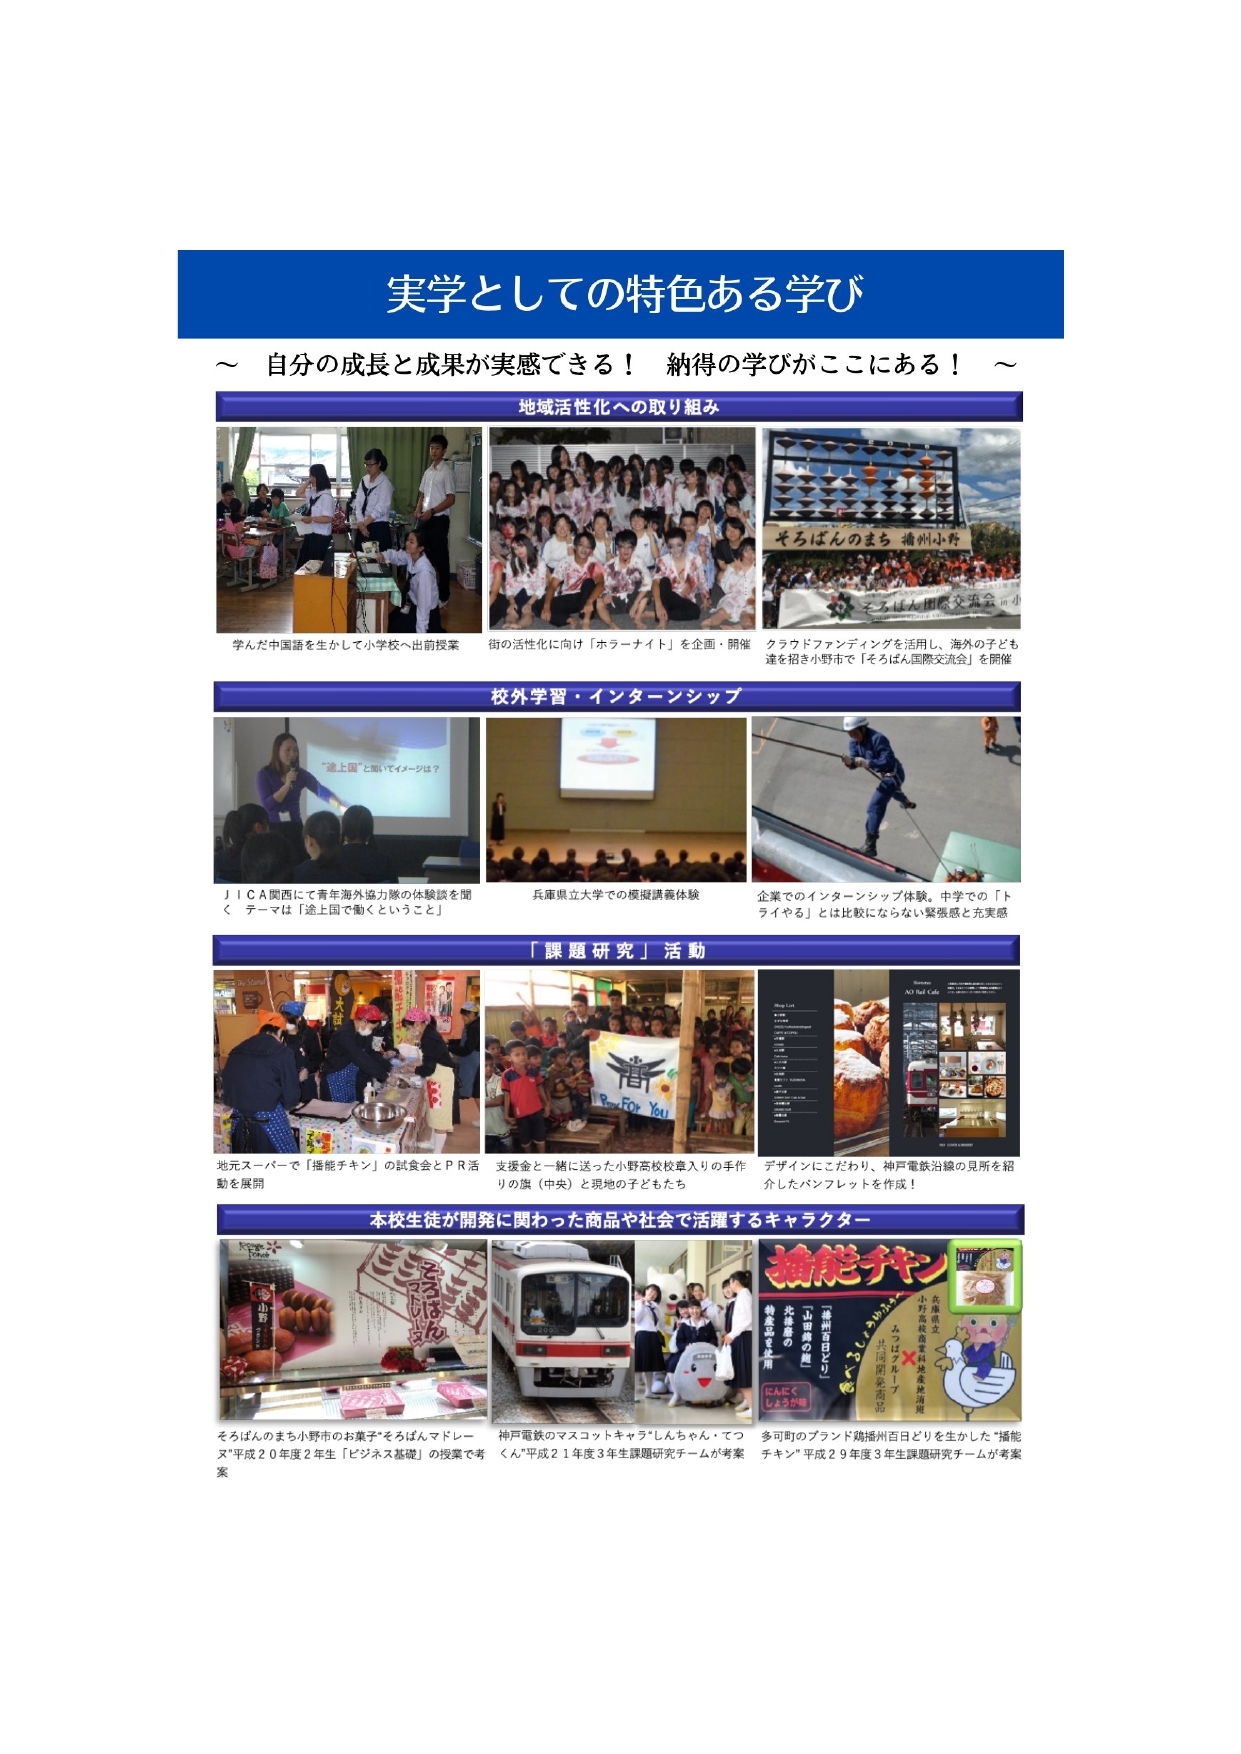 実学としての特色ある学び
～　自分の成長と成果が実感できる！　納得の学びがここにある！　～
地域活性化への取り組み
そろばんのまち 播州小野
そろばん国際交流会 in 小
学んだ中国語を生かして小学校へ出前授業
街の活性化に向け「ホラーナイト」を企画・開催
クラウドファンディングを活用し、海外の子ども
達を招き小野市で「そろばん国際交流会」を開催
校外学習・インターンシップ
"途上国"と聞いてイメージは？
ＪＩＣＡ関西にて青年海外協力隊の体験談を聞
く　テーマは「途上国で働くということ」
兵庫県立大学での模擬講義体験
企業でのインターンシップ体験。中学での「ト
ライやる」とは比較にならない緊張感と充実感
「課題研究」活動
Pray For You
Shop List
AO Rail Cafe
地元スーパーで「播能チキン」の試食会とＰＲ活
動を展開
支援金と一緒に送った小野高校校章入りの手作
りの旗（中央）と現地の子どもたち
デザインにこだわり、神戸電鉄沿線の見所を紹
介したパンフレットを作成！
本校生徒が開発に関わった商品や社会で活躍するキャラクター
小野
そろばん
マドレーヌ
播能チキン
「播州百日どり」
「山田錦の麹」
北播磨の
特産品を使用
にんにく
しょうが味
兵庫県立
小野高校商業科地産地消班
×
みつばグループ
共同開発商品
そろばんのまち小野市のお菓子“そろばんマドレー
ヌ”平成２０年度２年生「ビジネス基礎」の授業で考
案
神戸電鉄のマスコットキャラ“しんちゃん・てつ
くん”平成２１年度３年生課題研究チームが考案
多可町のブランド鶏播州百日どりを生かした “播能
チキン” 平成２９年度３年生課題研究チームが考案